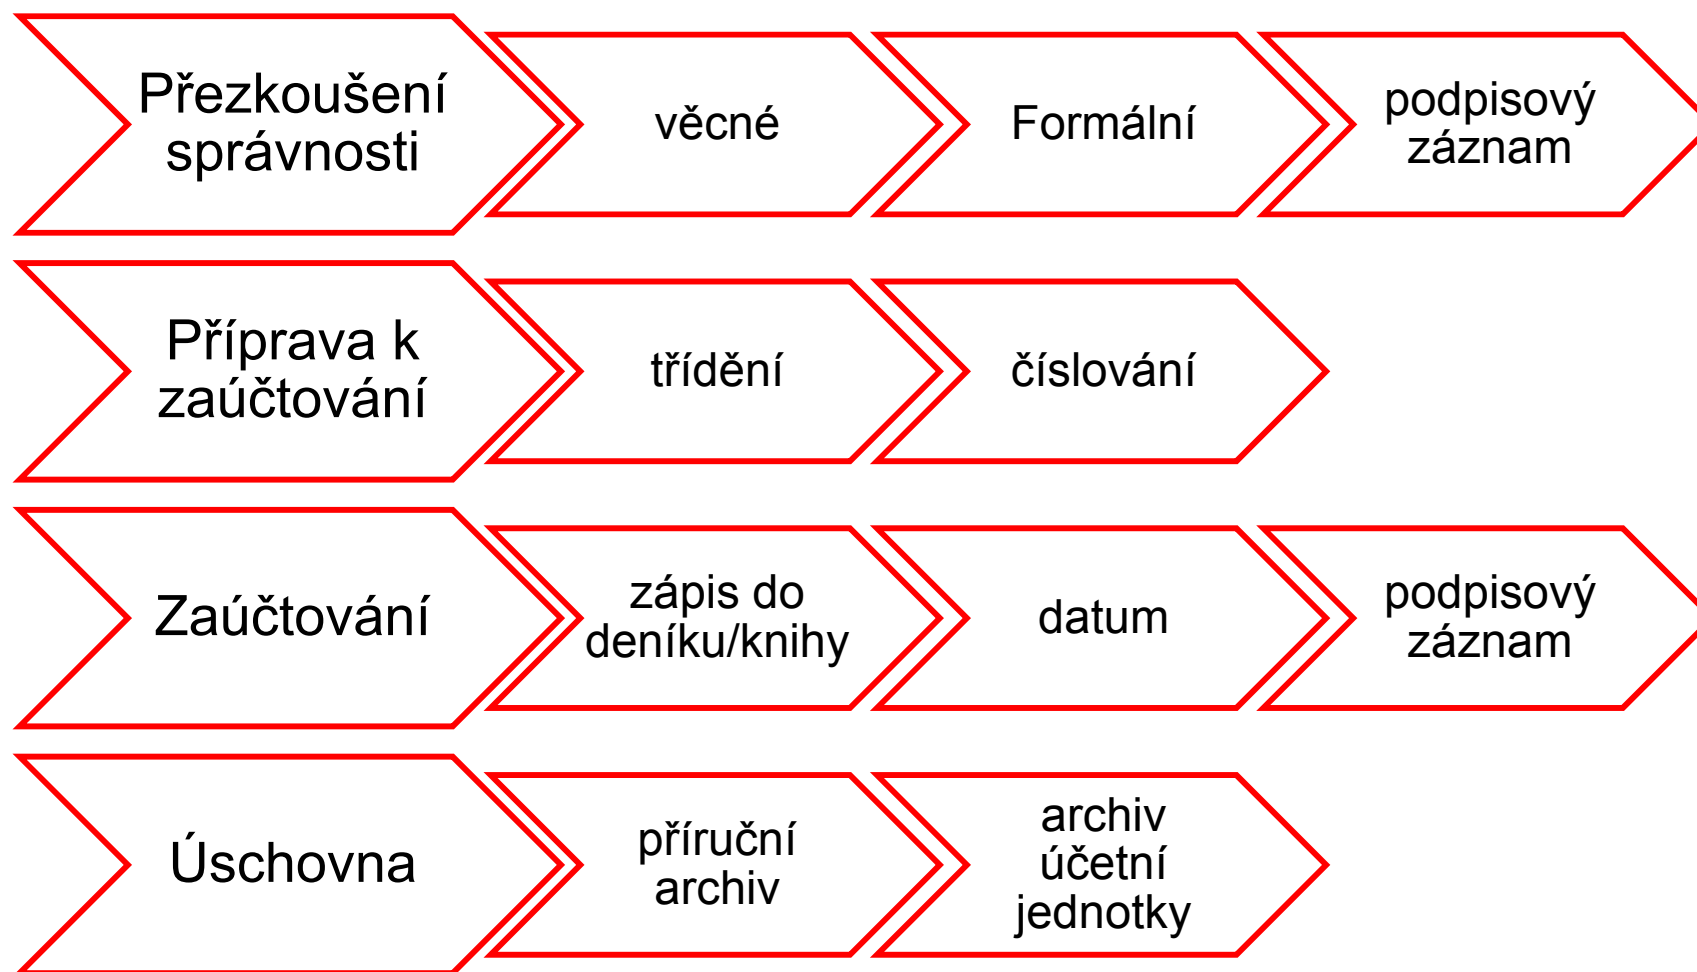 Přezkoušení
správnosti
věcné
Formální
podpisový
záznam
Příprava k
zaúčtování
třídění
číslování
Zaúčtování
zápis do
deníku/knihy
datum
podpisový
záznam
Úschovna
příruční
archiv
archiv
účetní
jednotky